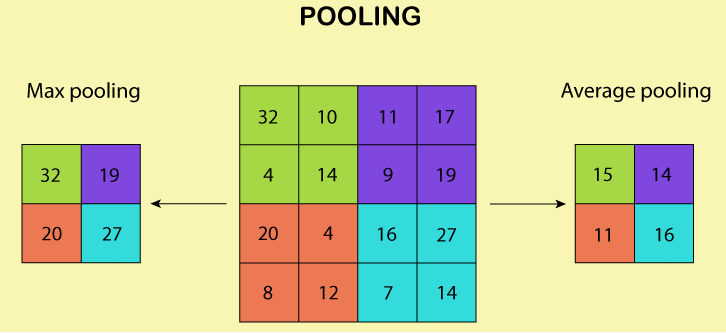 POOLING
Max pooling
Average pooling
32 10 11 17
4 14 9 19
20 4 16 27
8 12 7 14
32 19
20 27
15 14
11 16